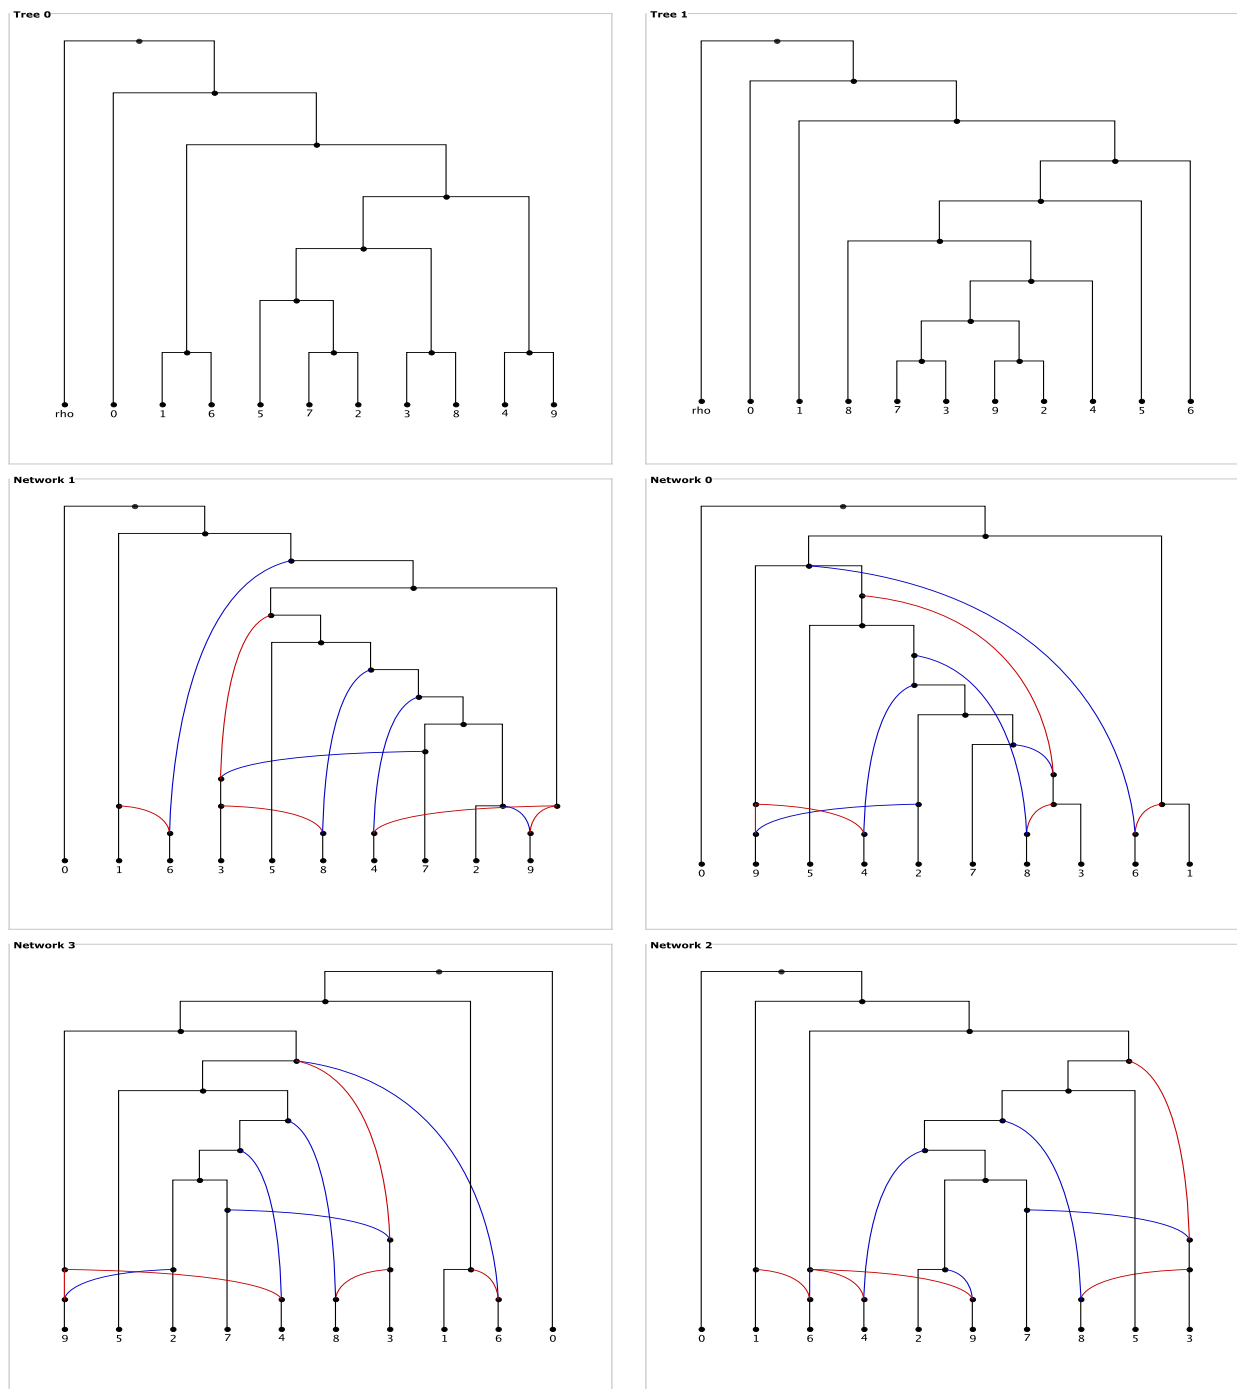 Tree 0
rho 0 1 6 5 7 2 3 8 4 9
Tree 1
rho 0 1 8 7 3 9 2 4 5 6
Network 1
0 1 6 3 5 8 4 7 2 9
Network 0
0 9 5 4 2 7 8 3 6 1
Network 3
9 5 2 7 4 8 3 1 6 0
Network 2
0 1 6 4 2 9 7 8 5 3